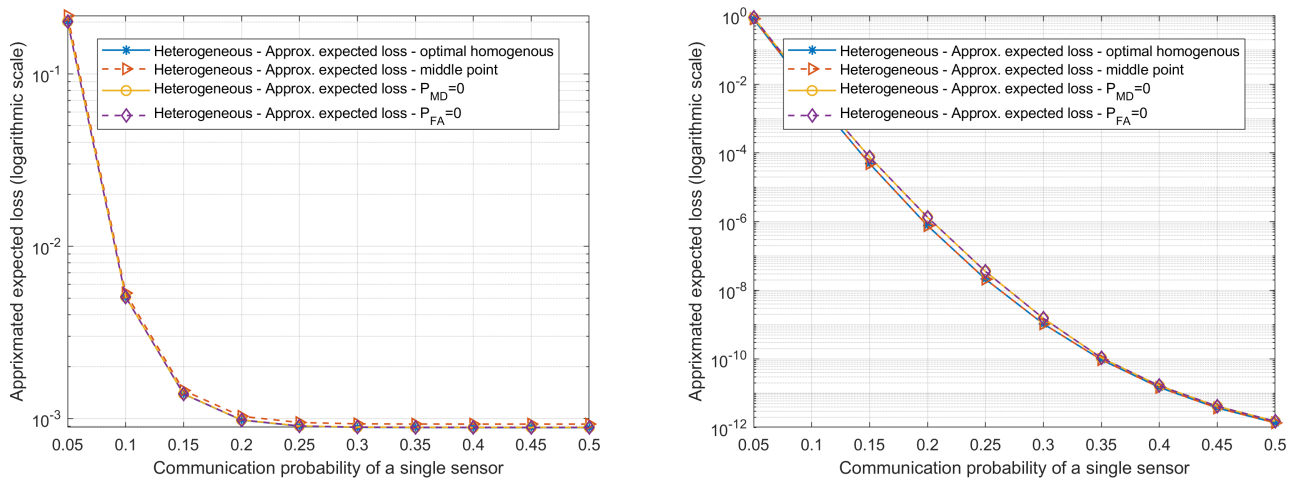 Apprixmated expected loss (logarithmic scale)
10^-1
10^-2
10^-3
Heterogeneous - Approx. expected loss - optimal homogenous
Heterogeneous - Approx. expected loss - middle point
Heterogeneous - Approx. expected loss - P_MD=0
Heterogeneous - Approx. expected loss - P_FA=0
0.05 0.1 0.15 0.2 0.25 0.3 0.35 0.4 0.45 0.5
Communication probability of a single sensor
Apprixmated expected loss (logarithmic scale)
10^0
10^-2
10^-4
10^-6
10^-8
10^-10
10^-12
Heterogeneous - Approx. expected loss - optimal homogenous
Heterogeneous - Approx. expected loss - middle point
Heterogeneous - Approx. expected loss - P_MD=0
Heterogeneous - Approx. expected loss - P_FA=0
0.05 0.1 0.15 0.2 0.25 0.3 0.35 0.4 0.45 0.5
Communication probability of a single sensor